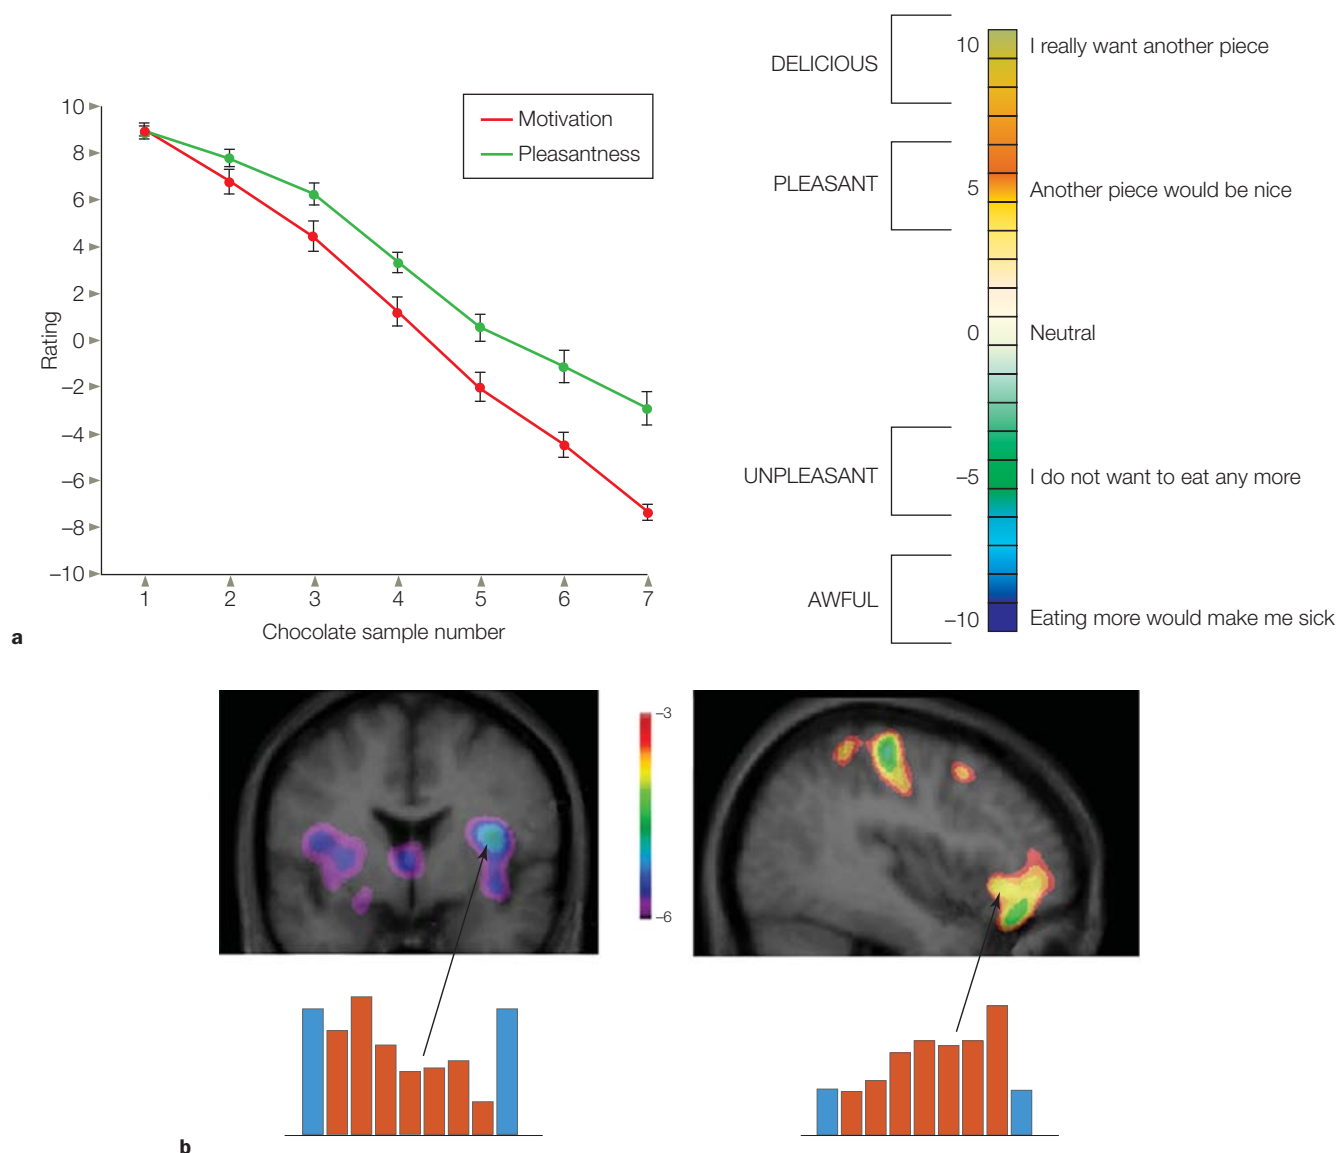 10
8
6
4
2
0
–2
–4
–6
–8
–10
Rating
1 2 3 4 5 6 7
Chocolate sample number
Motivation
Pleasantness
a
DELICIOUS
PLEASANT
UNPLEASANT
AWFUL
10 I really want another piece
5 Another piece would be nice
0 Neutral
–5 I do not want to eat any more
–10 Eating more would make me sick
–3
–6
b